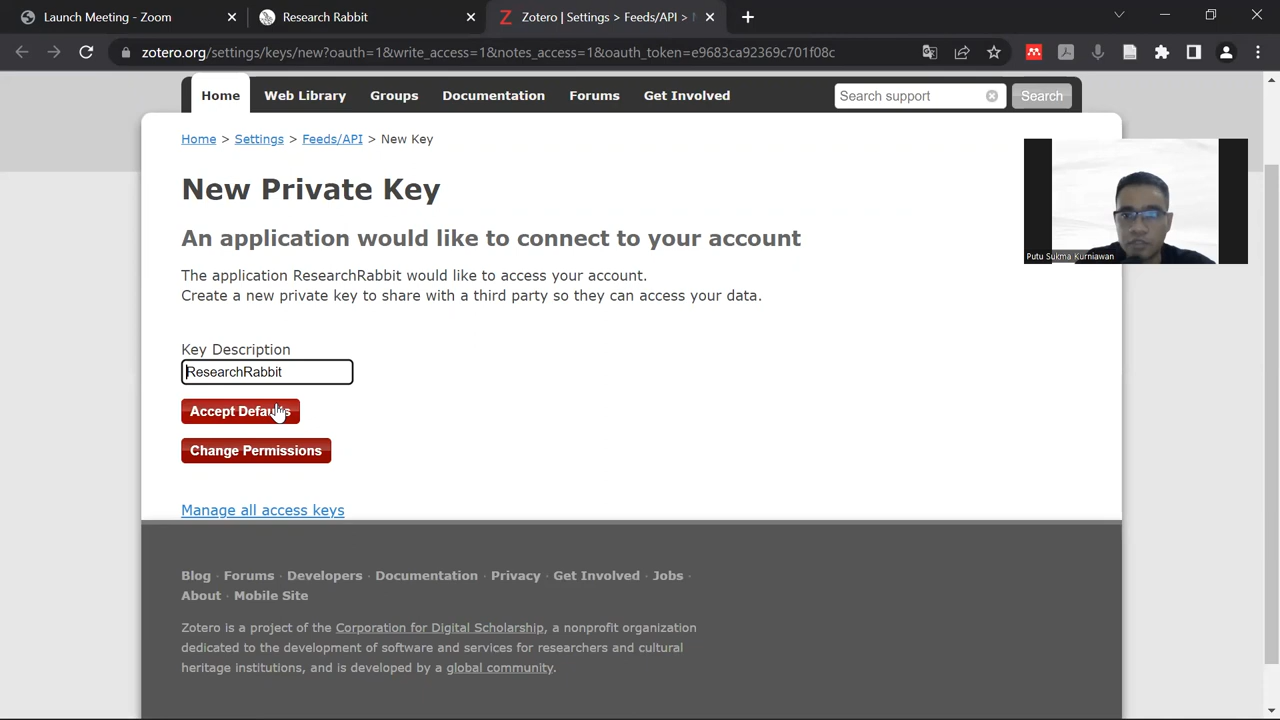 Launch Meeting - Zoom
Research Rabbit
Zotero | Settings > Feeds/API >
zotero.org/settings/keys/new?oauth=1&write_access=1&notes_access=1&oauth_token=e9683ca92369c701f08c
Home
Web Library
Groups
Documentation
Forums
Get Involved
Search support
Search
Home > Settings > Feeds/API > New Key
New Private Key
An application would like to connect to your account
The application ResearchRabbit would like to access your account.
Create a new private key to share with a third party so they can access your data.
Putu Sukma Kurniawan
Key Description
ResearchRabbit
Accept Defaults
Change Permissions
Manage all access keys
Blog · Forums · Developers · Documentation · Privacy · Get Involved · Jobs ·
About · Mobile Site
Zotero is a project of the Corporation for Digital Scholarship, a nonprofit organization
dedicated to the development of software and services for researchers and cultural
heritage institutions, and is developed by a global community.